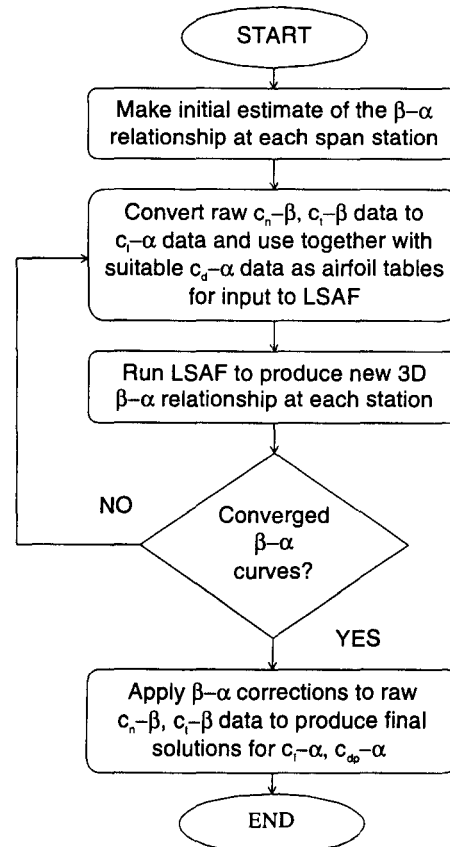 START
Make initial estimate of the β–α
relationship at each span station
Convert raw cₙ–β, cₜ–β data to
cₗ–α data and use together with
suitable c_d–α data as airfoil tables
for input to LSAF
Run LSAF to produce new 3D
β–α relationship at each station
NO
Converged
β–α
curves?
YES
Apply β–α corrections to raw
cₙ–β, cₜ–β data to produce final
solutions for cₗ–α, c_dp–α
END